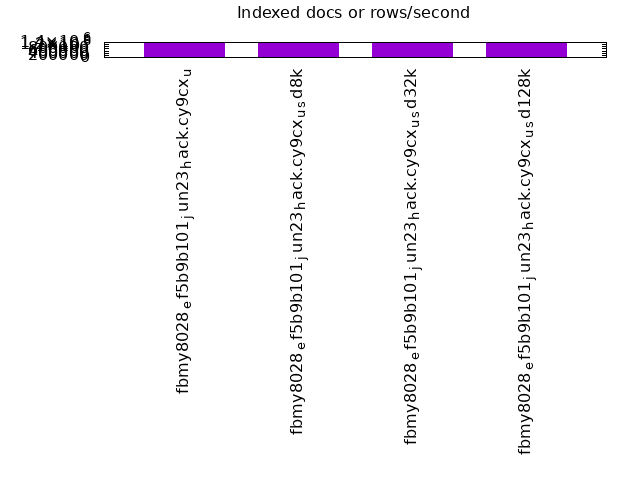 Indexed docs or rows/second
fbmy8028ef5b9b101jun23hack.cy9cxu
fbmy8028ef5b9b101jun23hack.cy9cxusd8k
fbmy8028ef5b9b101jun23hack.cy9cxusd32k
fbmy8028ef5b9b101jun23hack.cy9cxusd128k